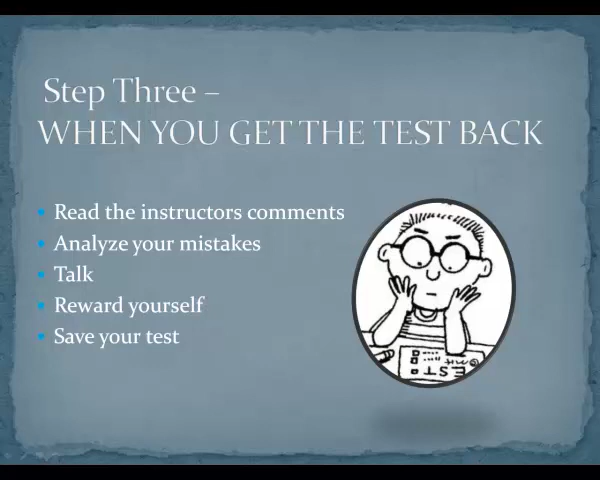 Step Three –
WHEN YOU GET THE TEST BACK
Read the instructors comments
Analyze your mistakes
Talk
Reward yourself
Save your test